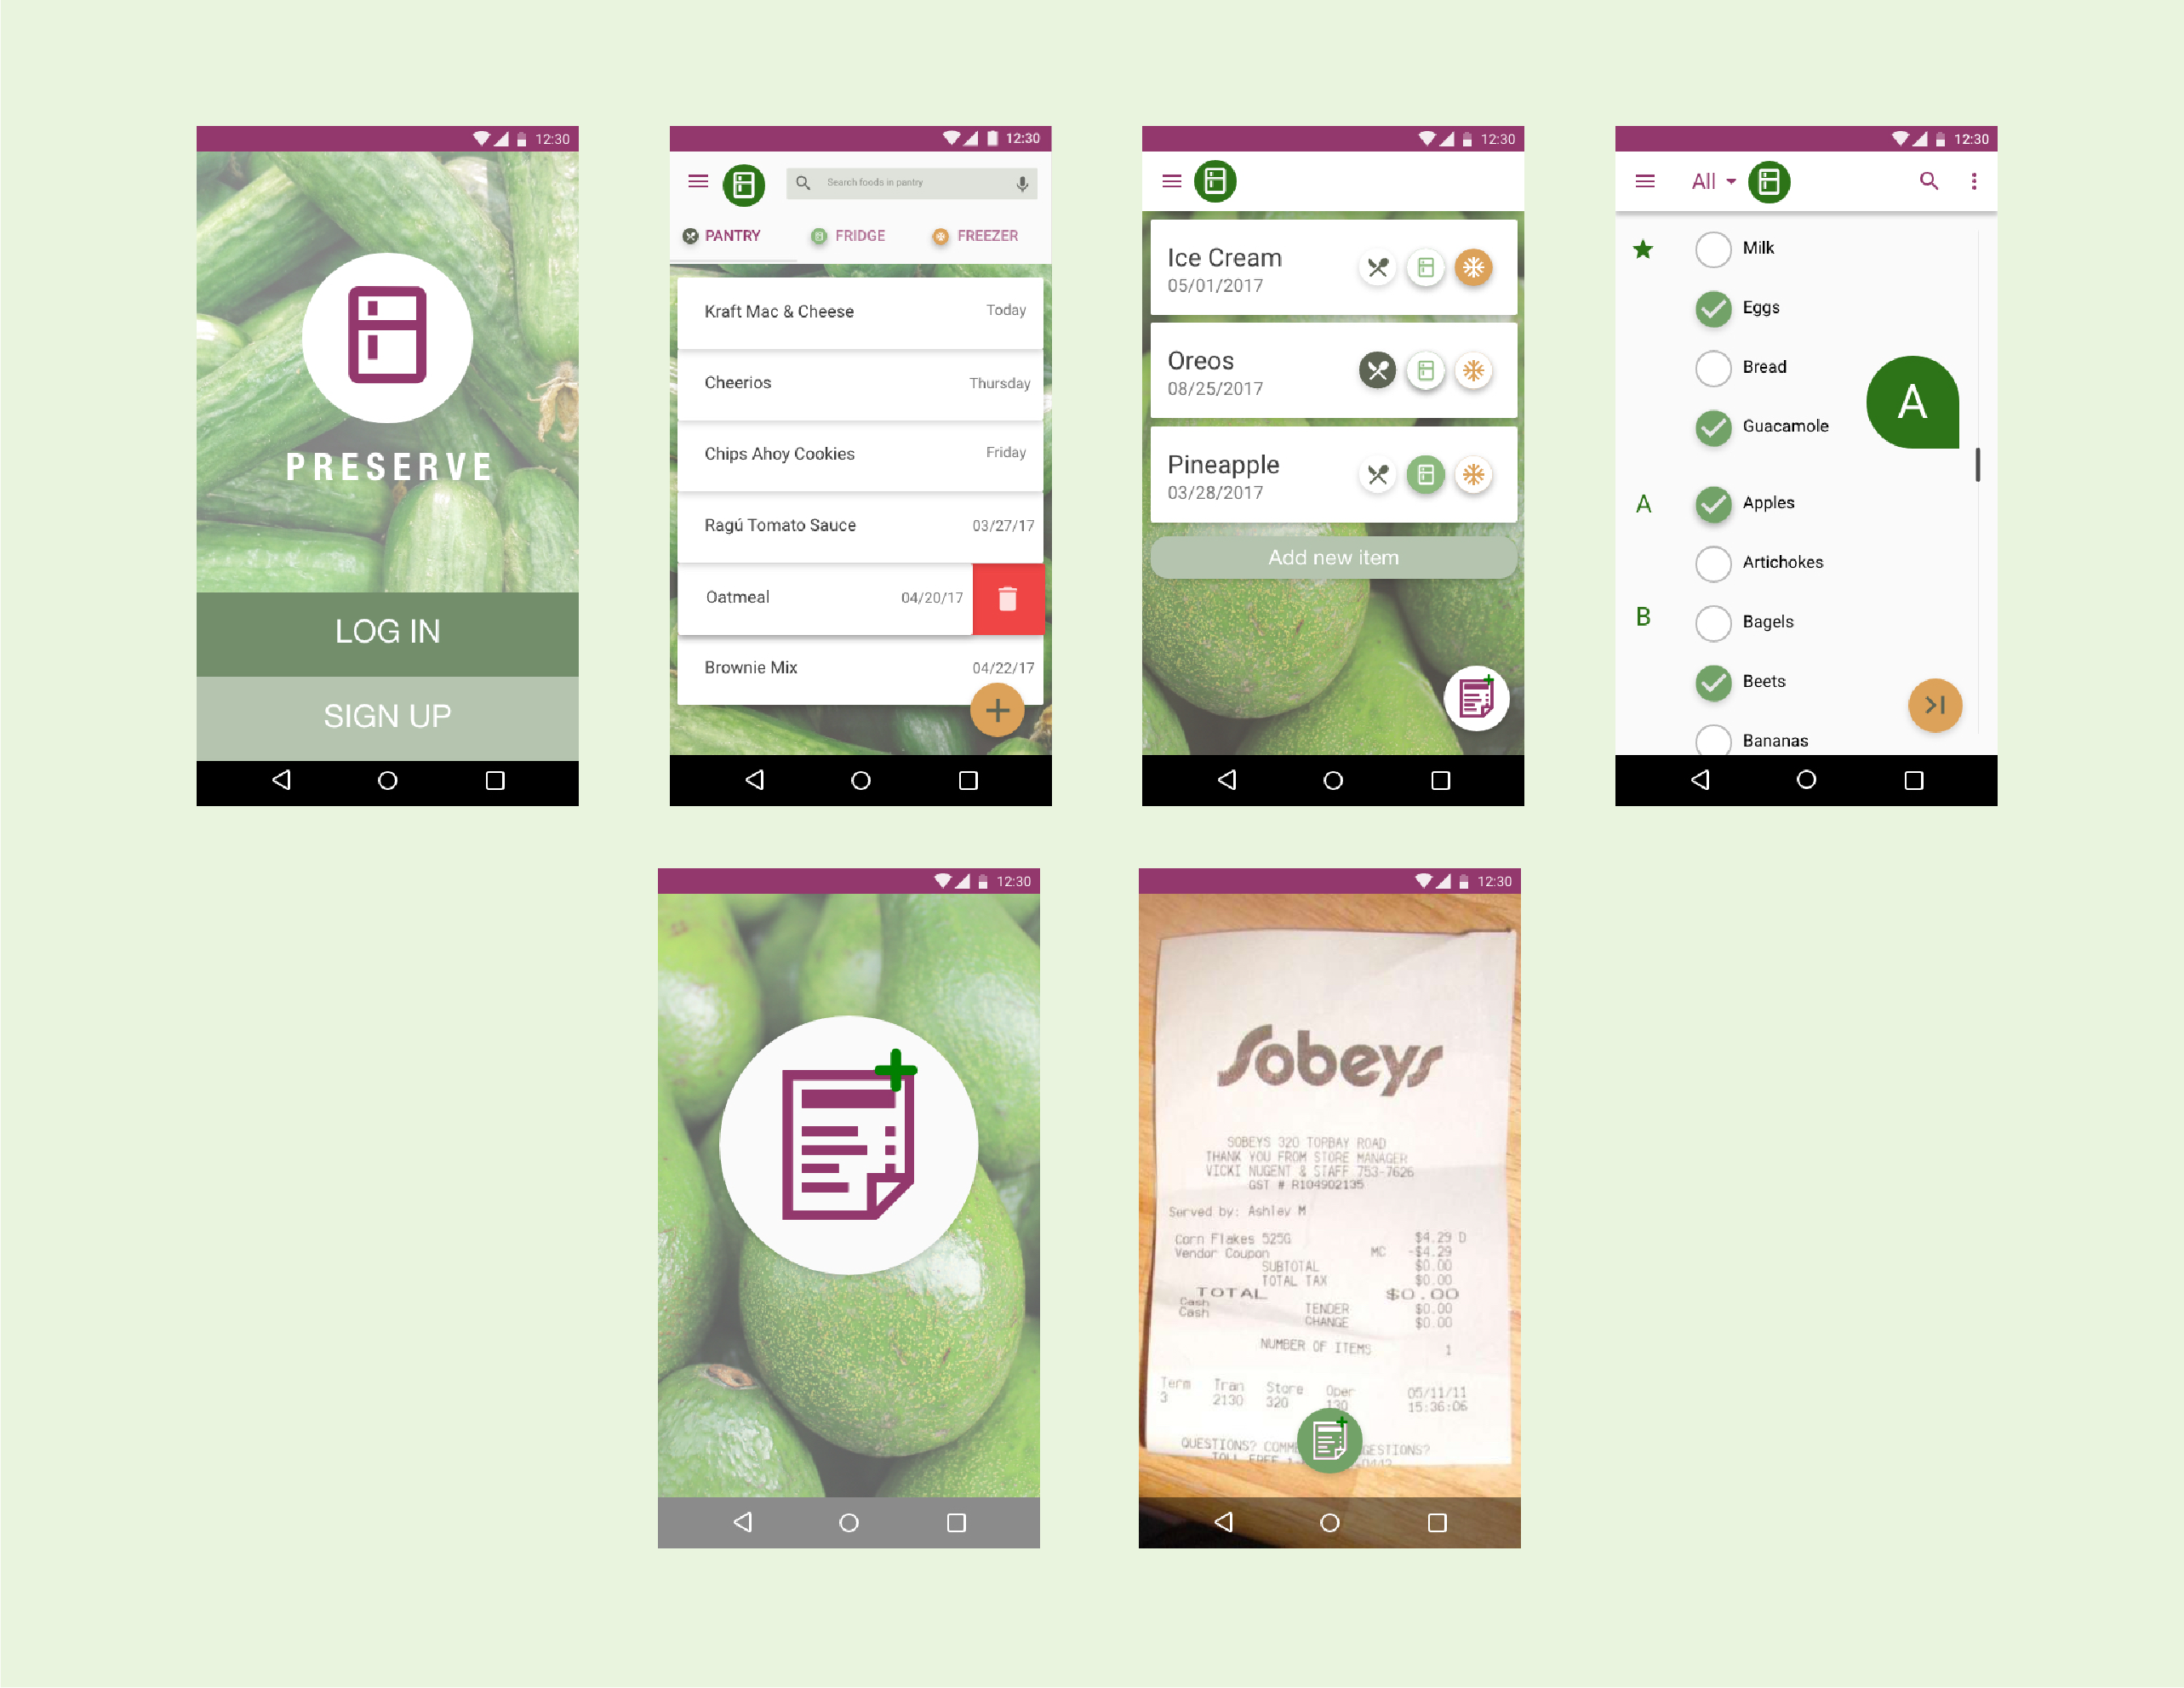 12:30
PRESERVE
LOG IN
SIGN UP
12:30
Search foods in pantry
PANTRY FRIDGE FREEZER
Kraft Mac & Cheese Today
Cheerios Thursday
Chips Ahoy Cookies Friday
Ragú Tomato Sauce 03/27/17
Oatmeal 04/20/17
Brownie Mix 04/22/17
12:30
Ice Cream
05/01/2017
Oreos
08/25/2017
Pineapple
03/28/2017
Add new item
12:30
All
Milk
Eggs
Bread
A
Guacamole
A Apples
Artichokes
B Bagels
Beets
Bananas
12:30
12:30
Sobeys
SOBEYS 320 TORBAY ROAD
THANK YOU FROM STORE MANAGER
VICKI NUGENT & STAFF 753-7626
GST # R104902135
Served by: Ashley M
Corn Flakes 525G $4.29 D
Vendor Coupon MC -$4.29
SUBTOTAL $0.00
TOTAL TAX $0.00
TOTAL $0.00
Cash TENDER $0.00
Cash CHANGE $0.00
NUMBER OF ITEMS 1
Term Tran Store Oper 05/11/11
3 2130 320 130 15:36:06
QUESTIONS?
TOLL FREE